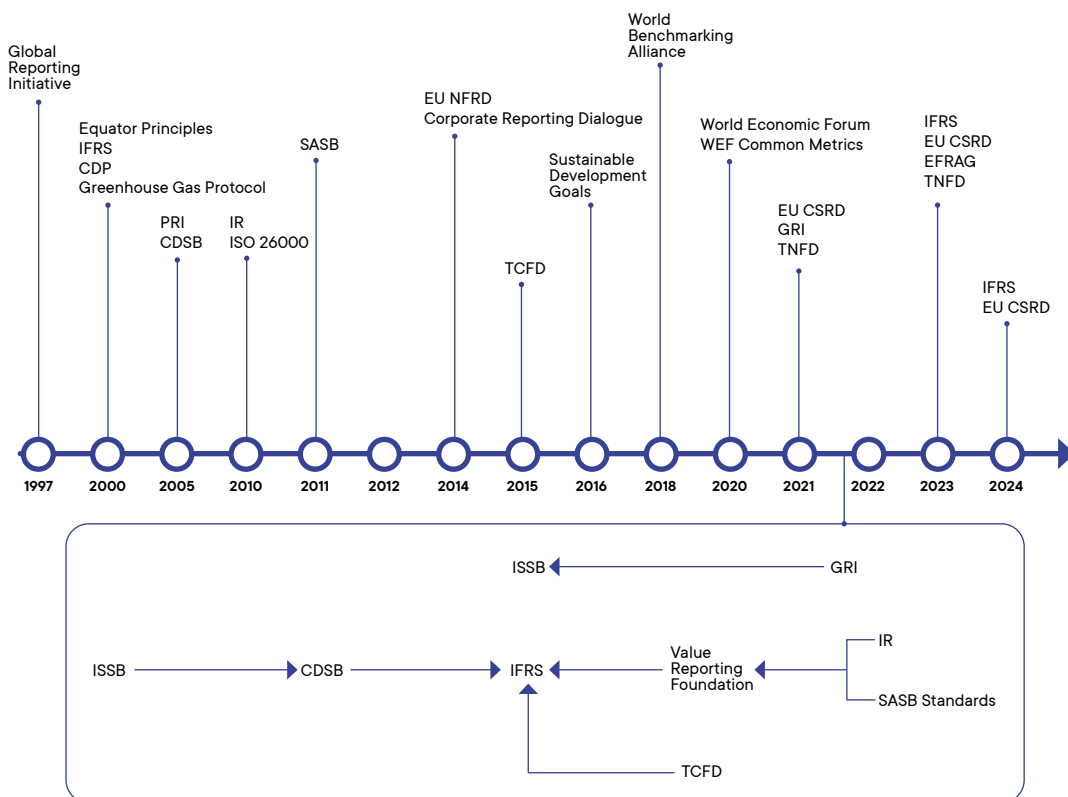 Global
Reporting
Initiative
Equator Principles
IFRS
CDP
Greenhouse Gas Protocol
PRI
CDSB
IR
ISO 26000
SASB
EU NFRD
Corporate Reporting Dialogue
TCFD
Sustainable
Development
Goals
World
Benchmarking
Alliance
World Economic Forum
WEF Common Metrics
EU CSRD
GRI
TNFD
IFRS
EU CSRD
EFRAG
TNFD
IFRS
EU CSRD
1997 2000 2005 2010 2011 2012 2014 2015 2016 2018 2020 2021 2022 2023 2024
ISSB GRI
ISSB CDSB IFRS
Value
Reporting
Foundation
IR
SASB Standards
TCFD